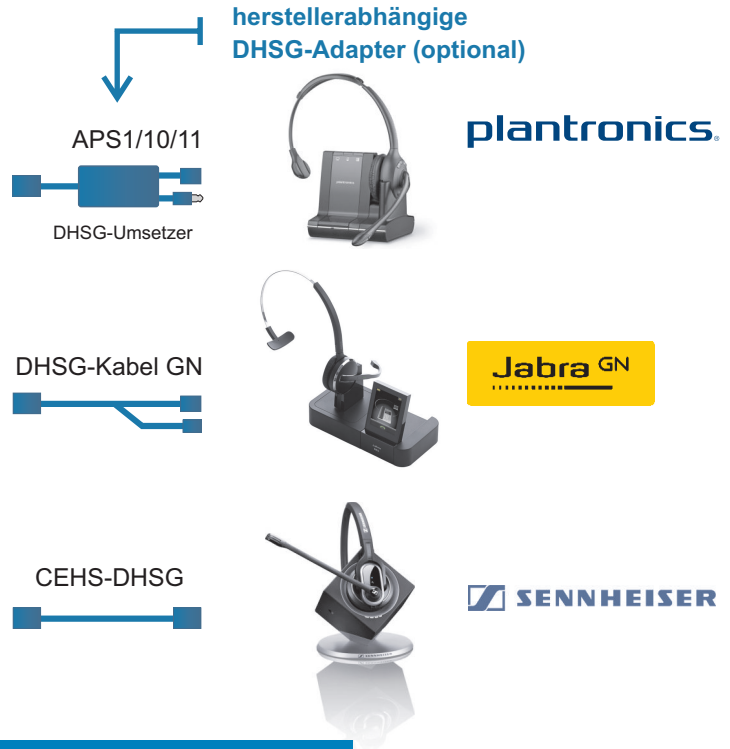 herstellerabhängige
DHSG-Adapter (optional)
APS1/10/11
plantronics®
DHSG-Umsetzer
DHSG-Kabel GN
Jabra GN
CEHS-DHSG
SENNHEISER